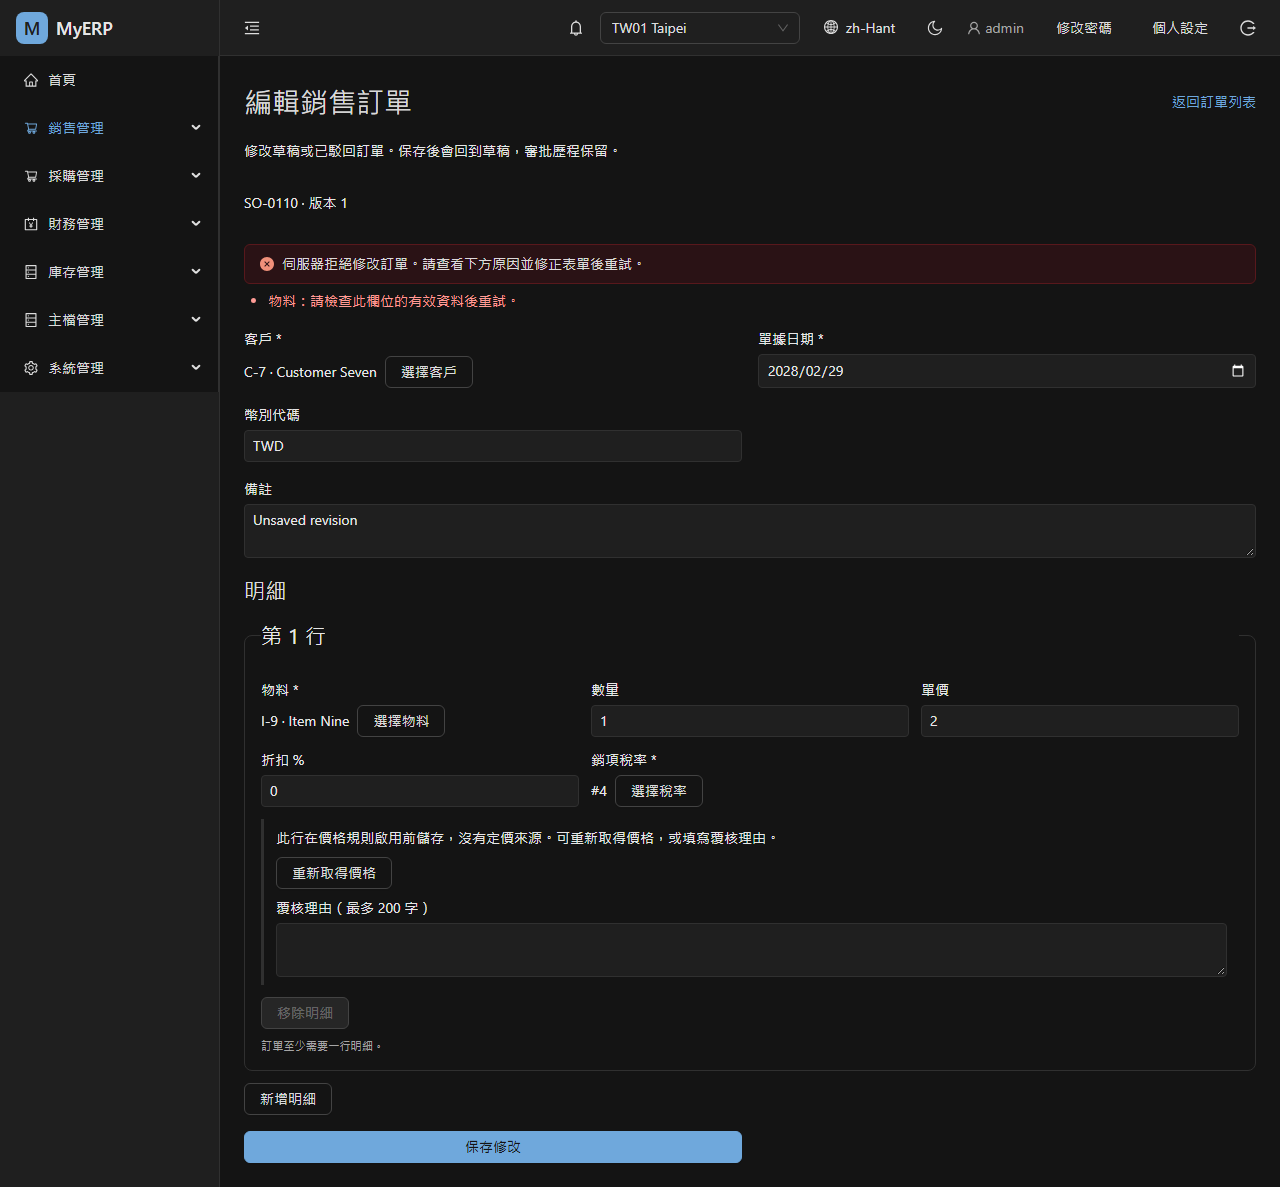 M MyERP
TW01 Taipei
zh-Hant
admin
修改密碼
個人設定
首頁
銷售管理
採購管理
財務管理
庫存管理
主檔管理
系統管理
編輯銷售訂單
返回訂單列表
修改草稿或已駁回訂單。保存後會回到草稿，審批歷程保留。
SO-0110 · 版本 1
伺服器拒絕修改訂單。請查看下方原因並修正表單後重試。
物料：請檢查此欄位的有效資料後重試。
客戶 *
單據日期 *
C-7 · Customer Seven 選擇客戶
2028/02/29
幣別代碼
TWD
備註
Unsaved revision
明細
第 1 行
物料 *
數量
單價
I-9 · Item Nine 選擇物料
1
2
折扣 %
銷項稅率 *
0
#4 選擇稅率
此行在價格規則啟用前儲存，沒有定價來源。可重新取得價格，或填寫覆核理由。
重新取得價格
覆核理由（最多 200 字）
移除明細
訂單至少需要一行明細。
新增明細
保存修改